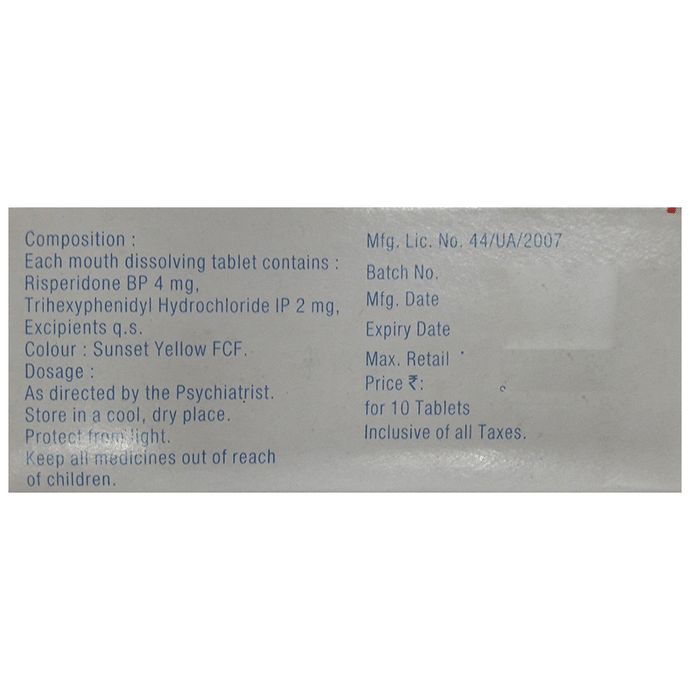 Composition :
Each mouth dissolving tablet contains :
Risperidone BP 4 mg,
Trihexyphenidyl Hydrochloride IP 2 mg,
Excipients q.s.
Colour : Sunset Yellow FCF.
Dosage :
As directed by the Psychiatrist.
Store in a cool, dry place.
Protect from light.
Keep all medicines out of reach
of children.
Mfg. Lic. No. 44/UA/2007
Batch No.
Mfg. Date
Expiry Date
Max. Retail
Price ₹:
for 10 Tablets
Inclusive of all Taxes.